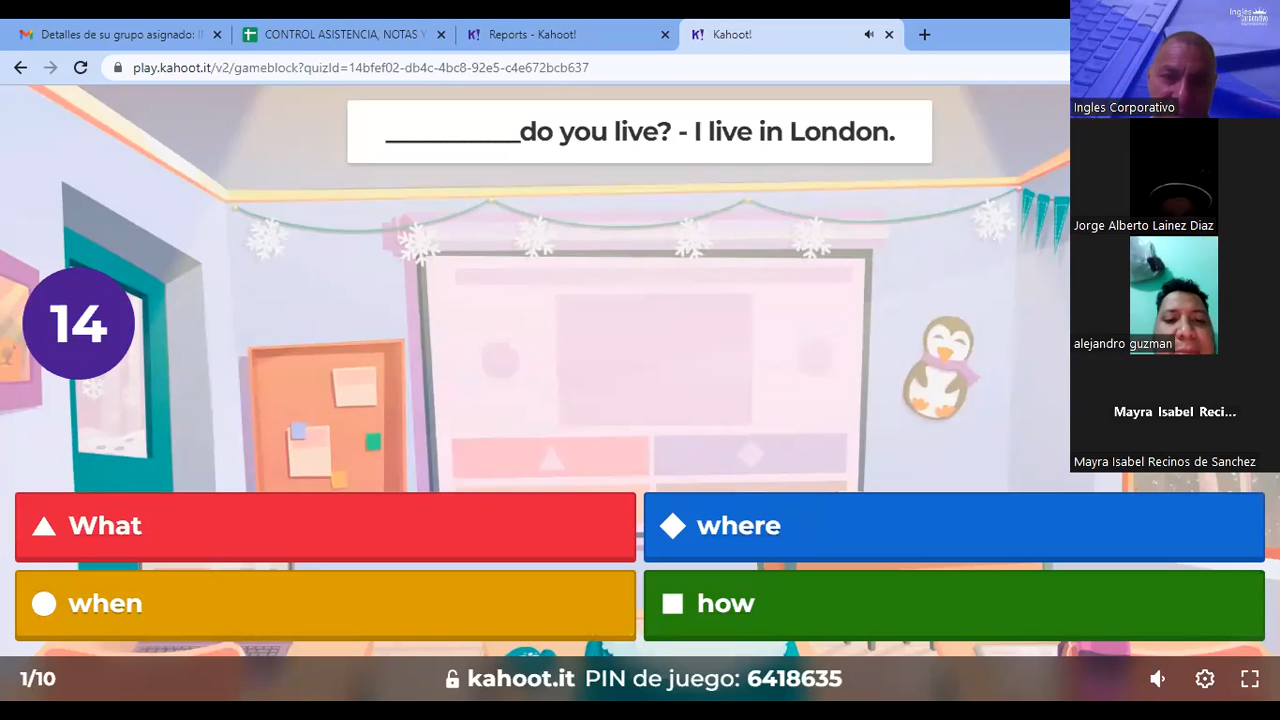 Detalles de su grupo asignado: I
CONTROL ASISTENCIA, NOTAS Y
K! Reports - Kahoot!
K! Kahoot!
play.kahoot.it/v2/gameblock?quizId=14bfef02-db4c-4bc8-92e5-c4e672bcb637
__________do you live? - I live in London.
14
What
where
when
how
1/10
kahoot.it PIN de juego: 6418635
Ingles Corporativo
Ingles Corporativo
Jorge Alberto Lainez Diaz
alejandro guzman
Mayra Isabel Reci...
Mayra Isabel Recinos de Sanchez